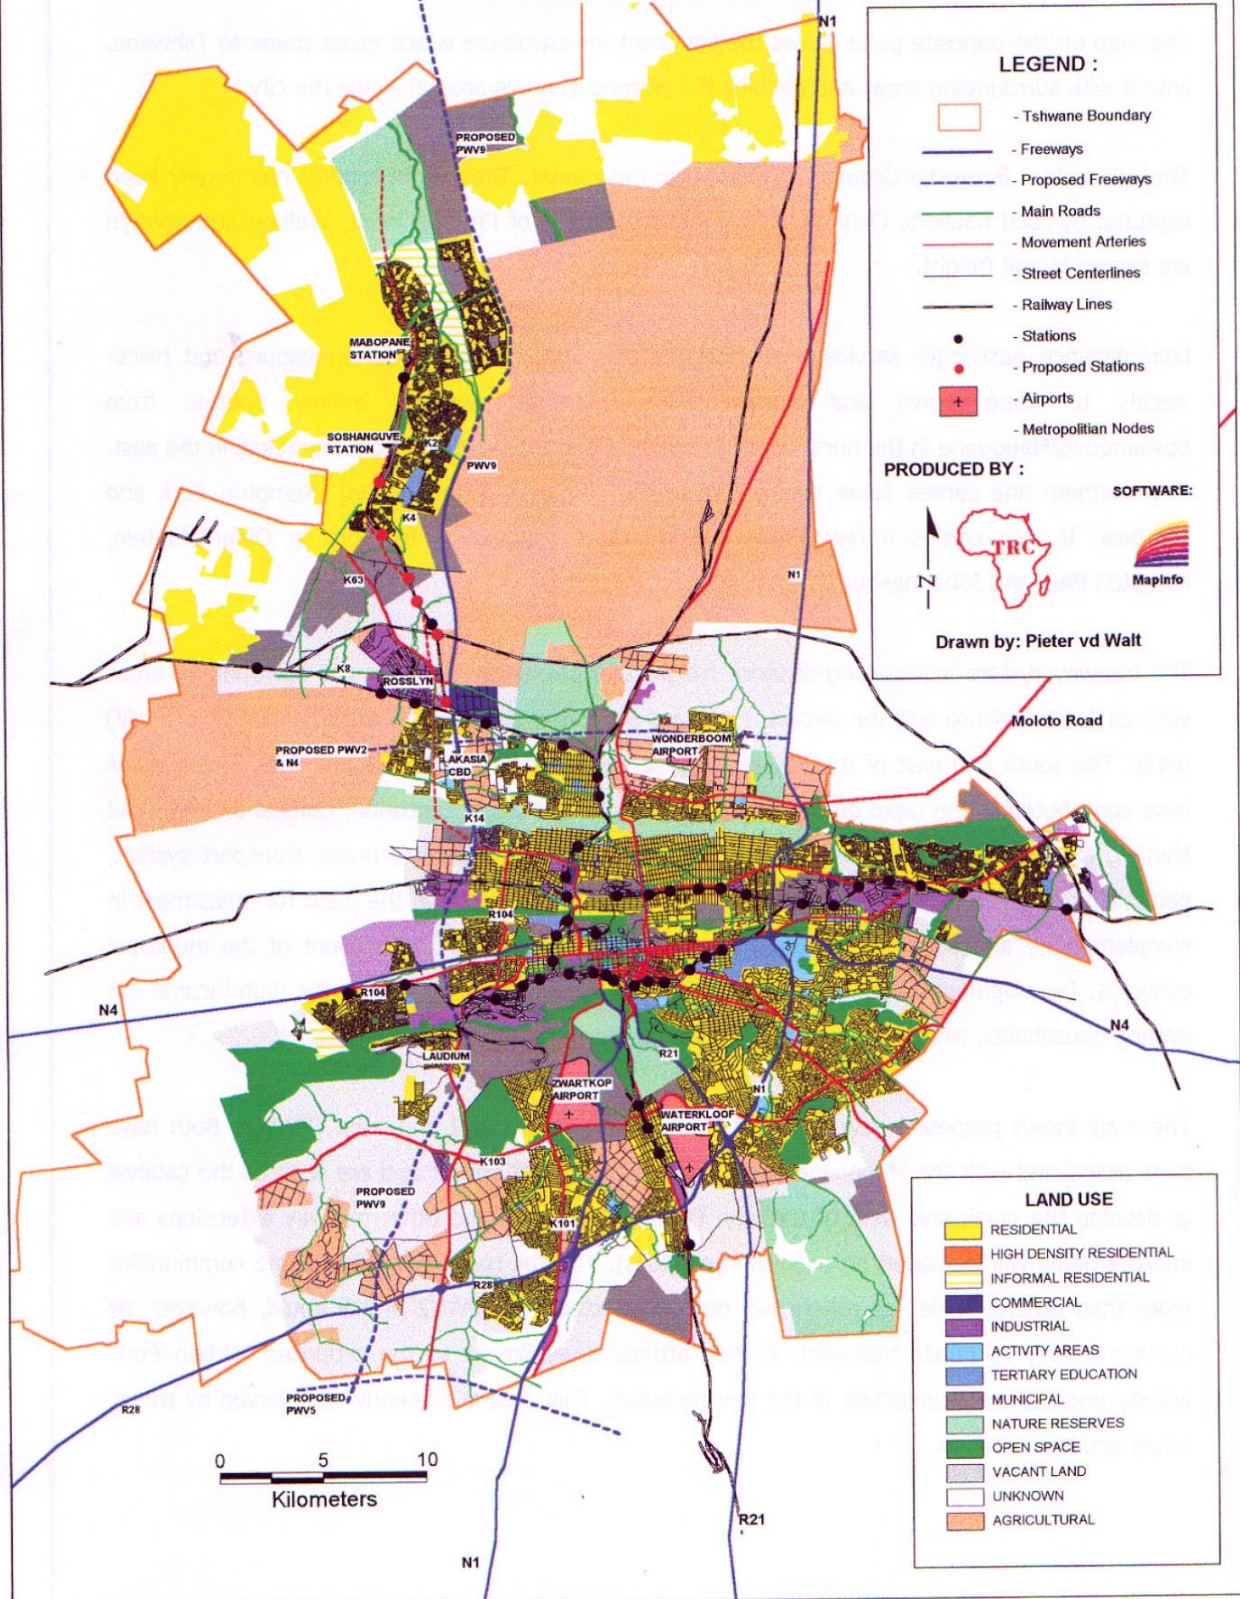 N1
LEGEND :
- Tshwane Boundary
- Freeways
- Proposed Freeways
- Main Roads
- Movement Arteries
- Street Centerlines
- Railway Lines
- Stations
- Proposed Stations
- Airports
- Metropolitian Nodes
PRODUCED BY :
SOFTWARE:
TRC
N
MapInfo
Drawn by: Pieter vd Walt
PROPOSED
PWV9
MABOPANE
STATION
SOSHANGUVE
STATION
PWV9
K4
K63
N1
K8
ROSSLYN
Moloto Road
PROPOSED PWV2
& N4
AKASIA
CBD
WONDERBOOM
AIRPORT
K14
R104
R104
N4
N4
LAUDIUM
R21
ZWARTKOP
AIRPORT
N1
WATERKLOOF
AIRPORT
K103
PROPOSED
PWV9
K101
R28
PROPOSED
PWV5
R28
0 5 10
Kilometers
R21
N1
LAND USE
RESIDENTIAL
HIGH DENSITY RESIDENTIAL
INFORMAL RESIDENTIAL
COMMERCIAL
INDUSTRIAL
ACTIVITY AREAS
TERTIARY EDUCATION
MUNICIPAL
NATURE RESERVES
OPEN SPACE
VACANT LAND
UNKNOWN
AGRICULTURAL